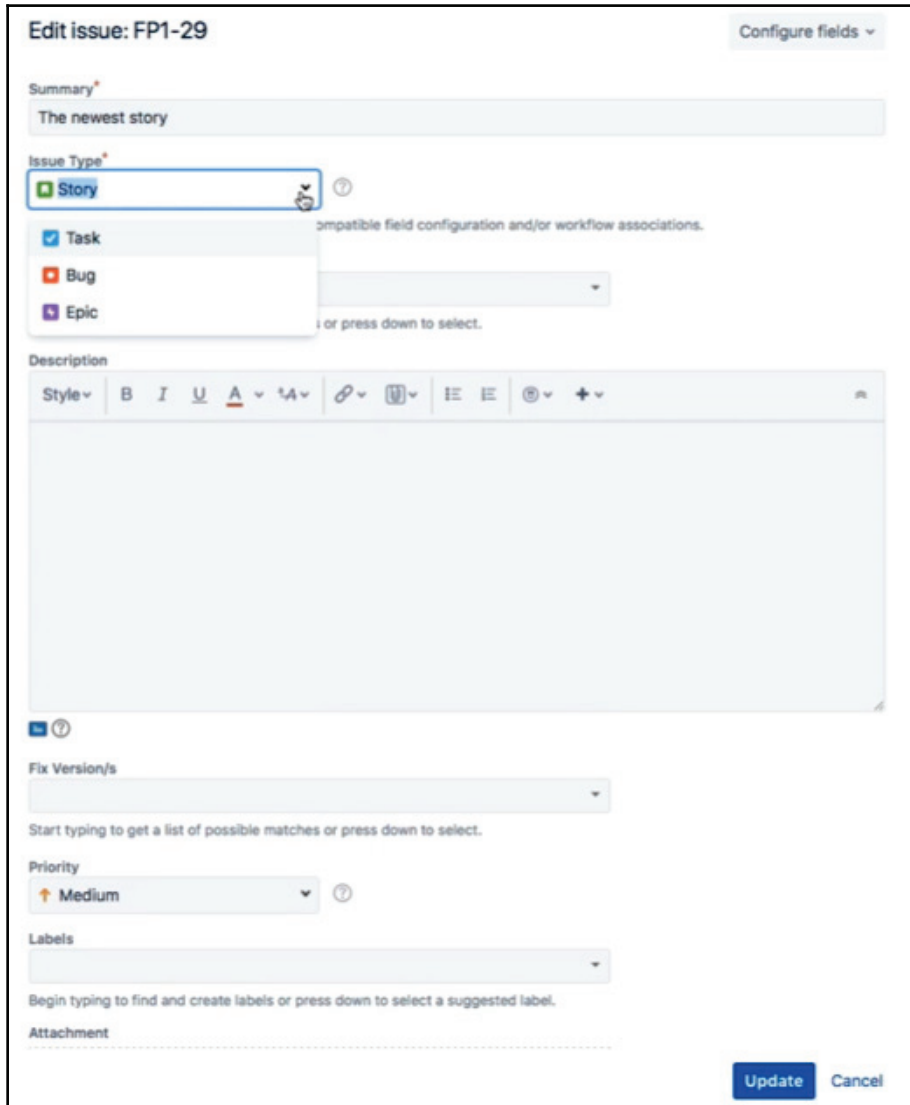 Edit issue: FP1-29
Configure fields
Summary*
The newest story
Issue Type*
Story
ompatible field configuration and/or workflow associations.
Task
Bug
Epic
or press down to select.
Description
Style B I U A A
Fix Version/s
Start typing to get a list of possible matches or press down to select.
Priority
Medium
Labels
Begin typing to find and create labels or press down to select a suggested label.
Attachment
Update Cancel